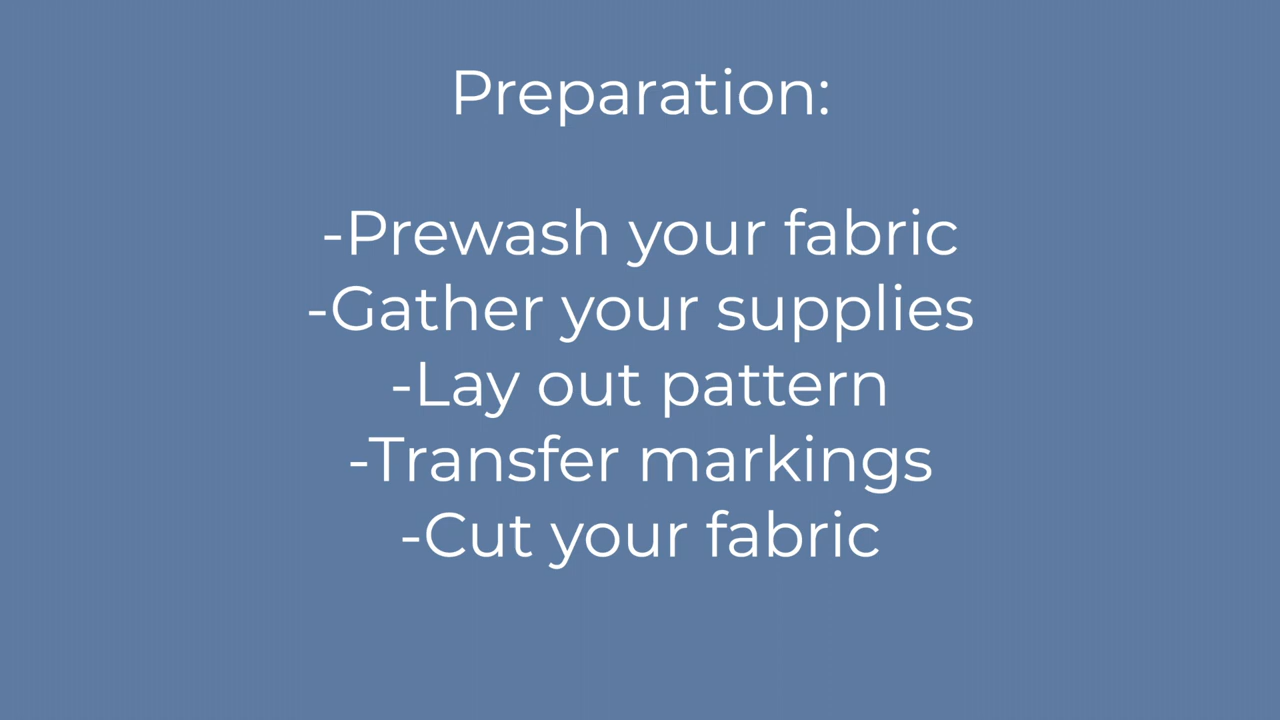 Preparation:
-Prewash your fabric
-Gather your supplies
-Lay out pattern
-Transfer markings
-Cut your fabric